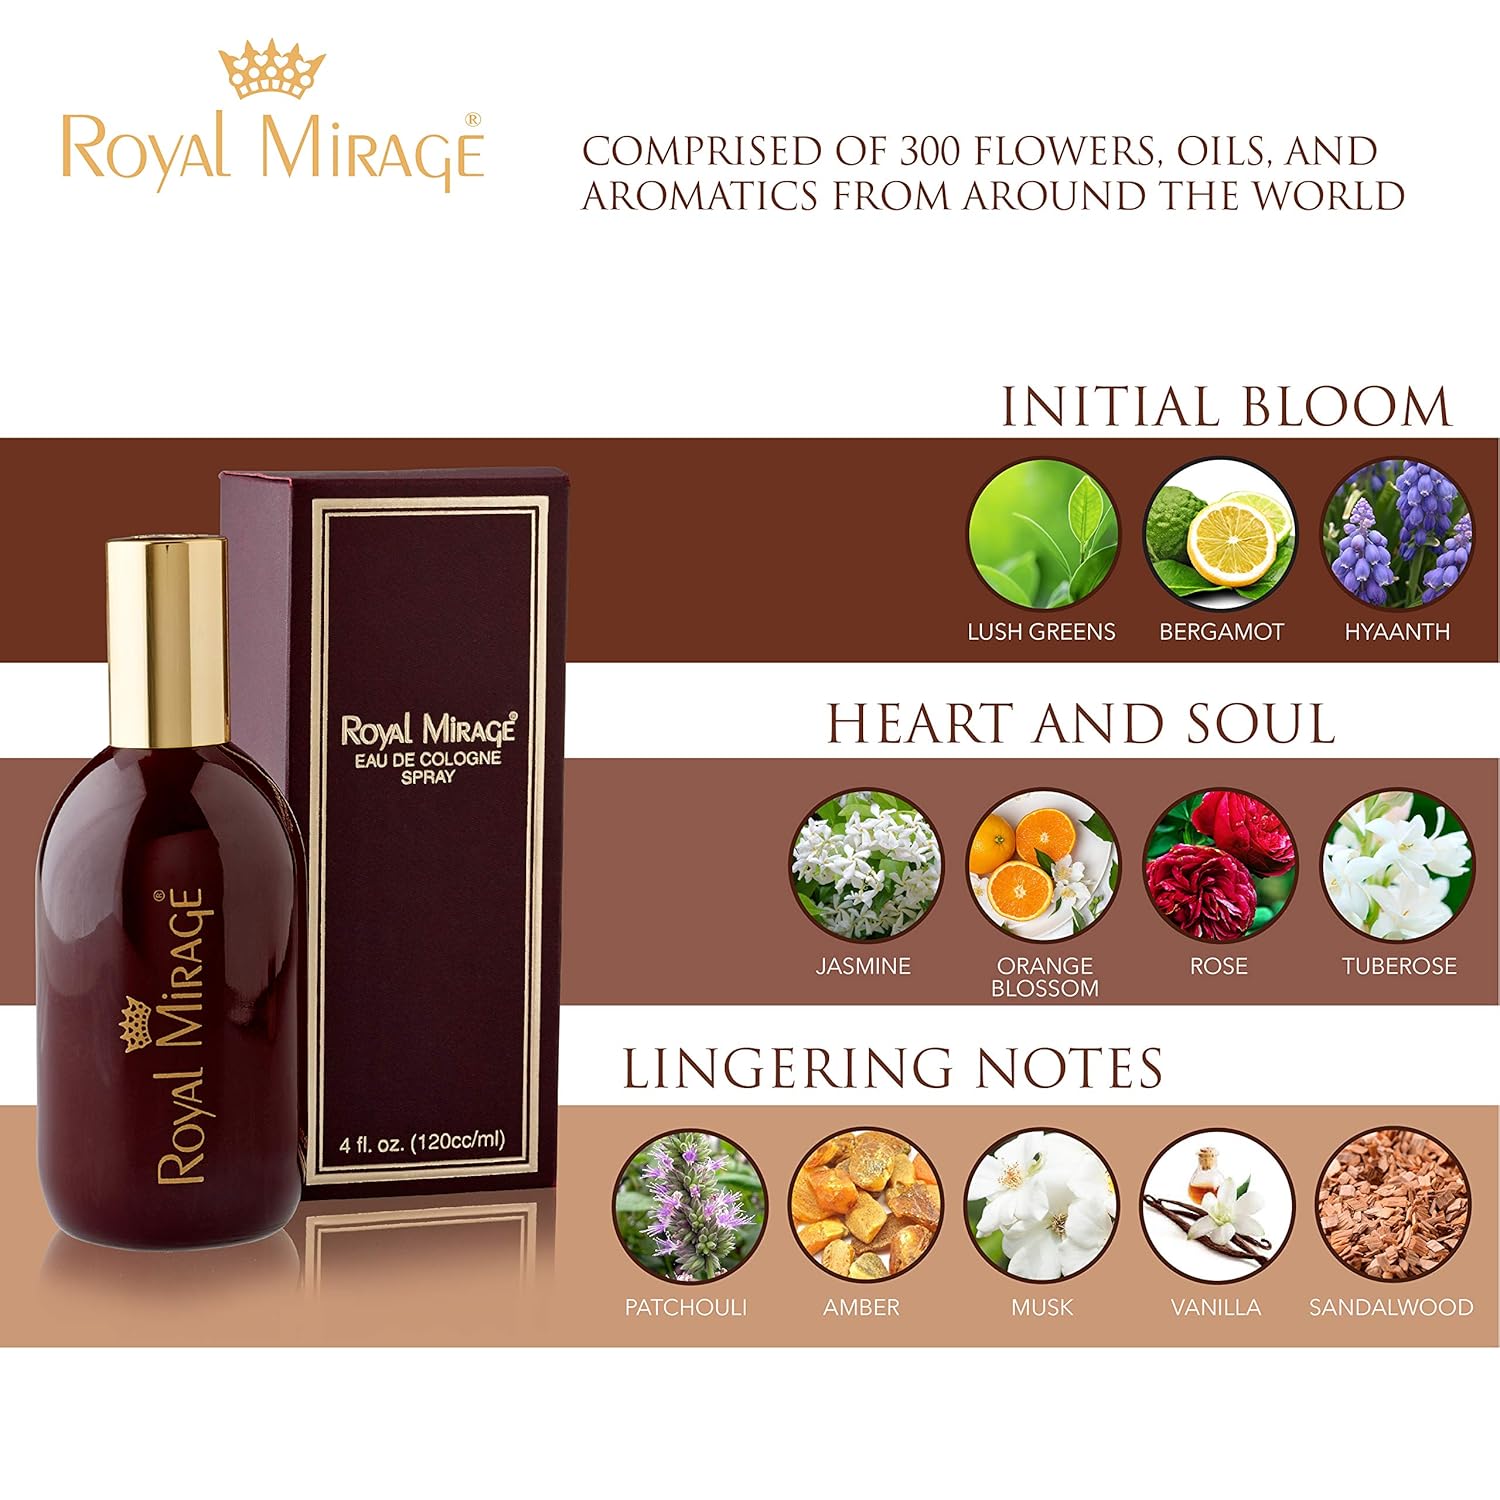 ROYAL MIRAGE®
COMPRISED OF 300 FLOWERS, OILS, AND
AROMATICS FROM AROUND THE WORLD
INITIAL BLOOM
LUSH GREENS
BERGAMOT
HYAANTH
HEART AND SOUL
JASMINE
ORANGE
BLOSSOM
ROSE
TUBEROSE
LINGERING NOTES
PATCHOULI
AMBER
MUSK
VANILLA
SANDALWOOD
ROYAL MIRAGE®
ROYAL MIRAGE®
EAU DE COLOGNE
SPRAY
4 fl. oz. (120cc/ml)